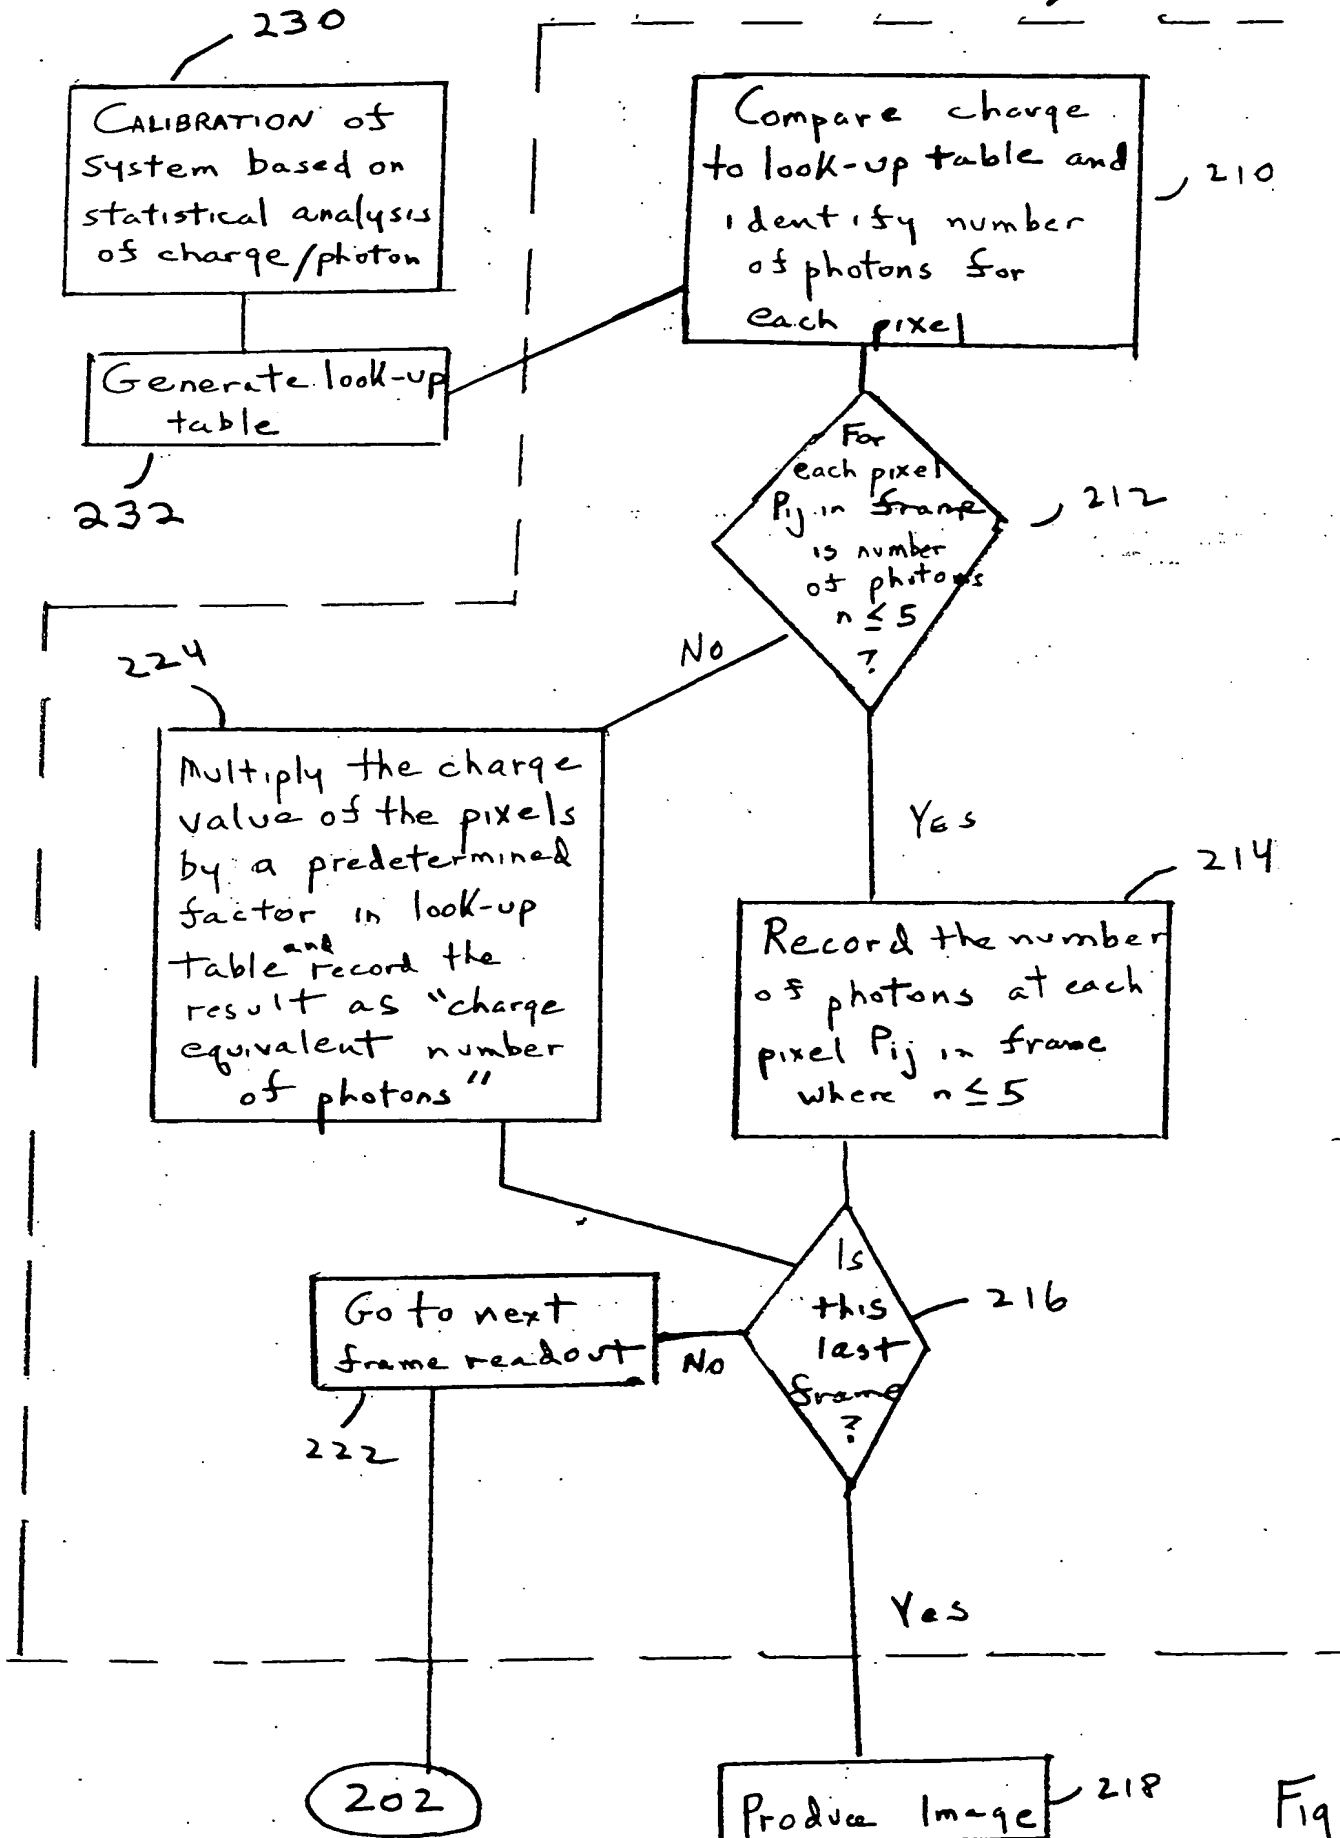 230
CALIBRATION of
system based on
statistical analysis
of charge/photon
Generate look-up
table
232
Compare charge
to look-up table and
identify number
of photons for
each pixel
210
For
each pixel
Pij in frame
is number
of photons
n ≤ 5
?
212
No
Yes
224
Multiply the charge
value of the pixels
by a predetermined
factor in look-up
table and record the
result as "charge
equivalent number
of photons"
214
Record the number
of photons at each
pixel Pij in frame
where n ≤ 5
Is
this
last
frame
?
216
No
Go to next
frame readout
222
Yes
202
Produce Image
218
Fig